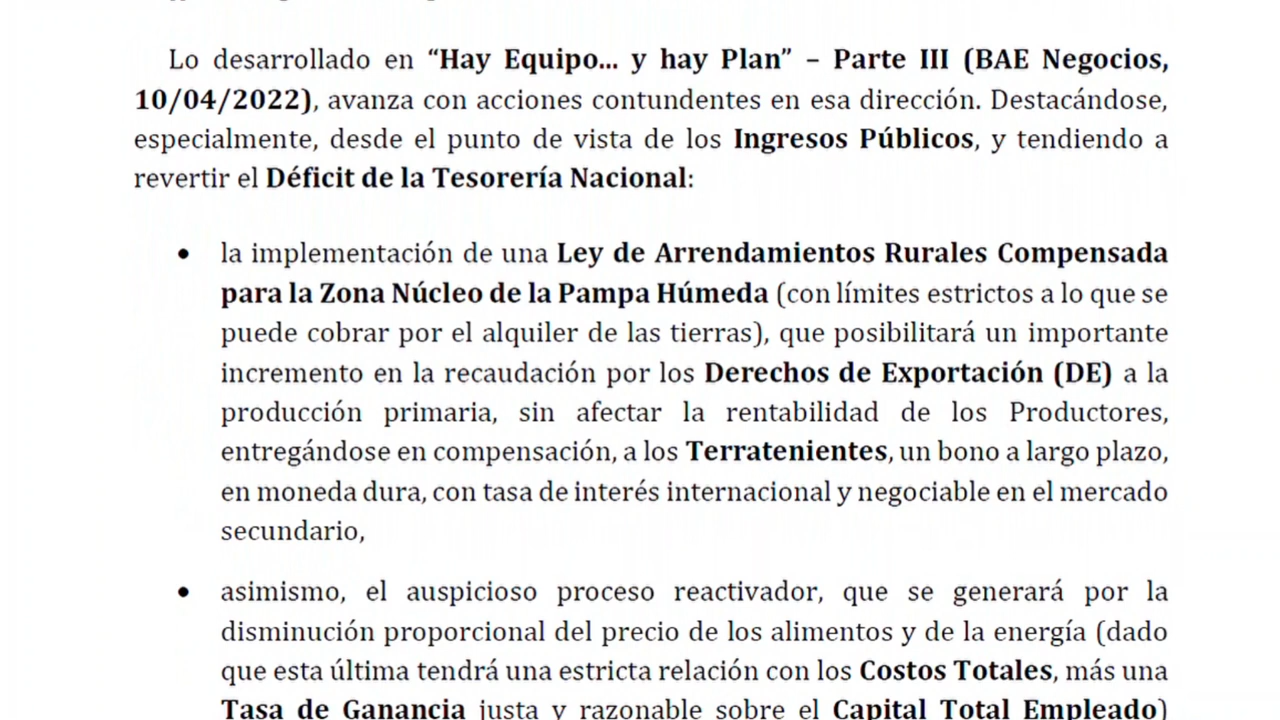 Lo desarrollado en “Hay Equipo... y hay Plan” – Parte III (BAE Negocios,
10/04/2022), avanza con acciones contundentes en esa dirección. Destacándose,
especialmente, desde el punto de vista de los Ingresos Públicos, y tendiendo a
revertir el Déficit de la Tesorería Nacional:
• la implementación de una Ley de Arrendamientos Rurales Compensada
para la Zona Núcleo de la Pampa Húmeda (con límites estrictos a lo que se
puede cobrar por el alquiler de las tierras), que posibilitará un importante
incremento en la recaudación por los Derechos de Exportación (DE) a la
producción primaria, sin afectar la rentabilidad de los Productores,
entregándose en compensación, a los Terratenientes, un bono a largo plazo,
en moneda dura, con tasa de interés internacional y negociable en el mercado
secundario,
• asimismo, el auspicioso proceso reactivador, que se generará por la
disminución proporcional del precio de los alimentos y de la energía (dado
que esta última tendrá una estricta relación con los Costos Totales, más una
Tasa de Ganancia justa y razonable sobre el Capital Total Empleado)